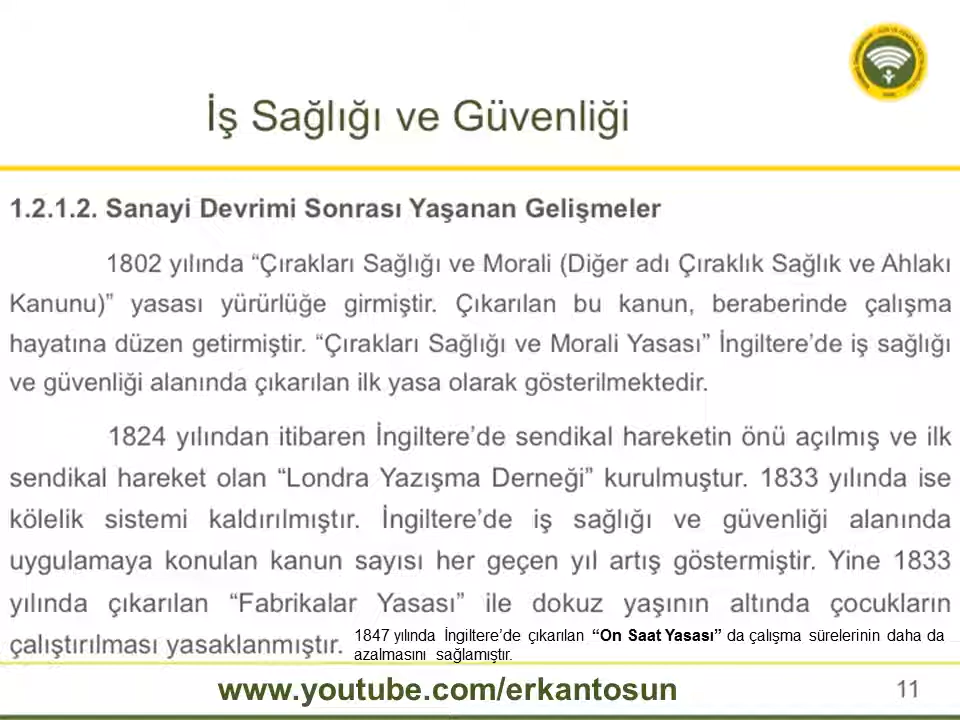 İş Sağlığı ve Güvenliği
1.2.1.2. Sanayi Devrimi Sonrası Yaşanan Gelişmeler
1802 yılında “Çırakları Sağlığı ve Morali (Diğer adı Çıraklık Sağlık ve Ahlakı
Kanunu)” yasası yürürlüğe girmiştir. Çıkarılan bu kanun, beraberinde çalışma
hayatına düzen getirmiştir. “Çırakları Sağlığı ve Morali Yasası” İngiltere’de iş sağlığı
ve güvenliği alanında çıkarılan ilk yasa olarak gösterilmektedir.
1824 yılından itibaren İngiltere’de sendikal hareketin önü açılmış ve ilk
sendikal hareket olan “Londra Yazışma Derneği” kurulmuştur. 1833 yılında ise
kölelik sistemi kaldırılmıştır. İngiltere’de iş sağlığı ve güvenliği alanında
uygulamaya konulan kanun sayısı her geçen yıl artış göstermiştir. Yine 1833
yılında çıkarılan “Fabrikalar Yasası” ile dokuz yaşının altında çocukların
çalıştırılması yasaklanmıştır.
1847 yılında İngiltere’de çıkarılan “On Saat Yasası” da çalışma sürelerinin daha da
azalmasını sağlamıştır.
www.youtube.com/erkantosun
11